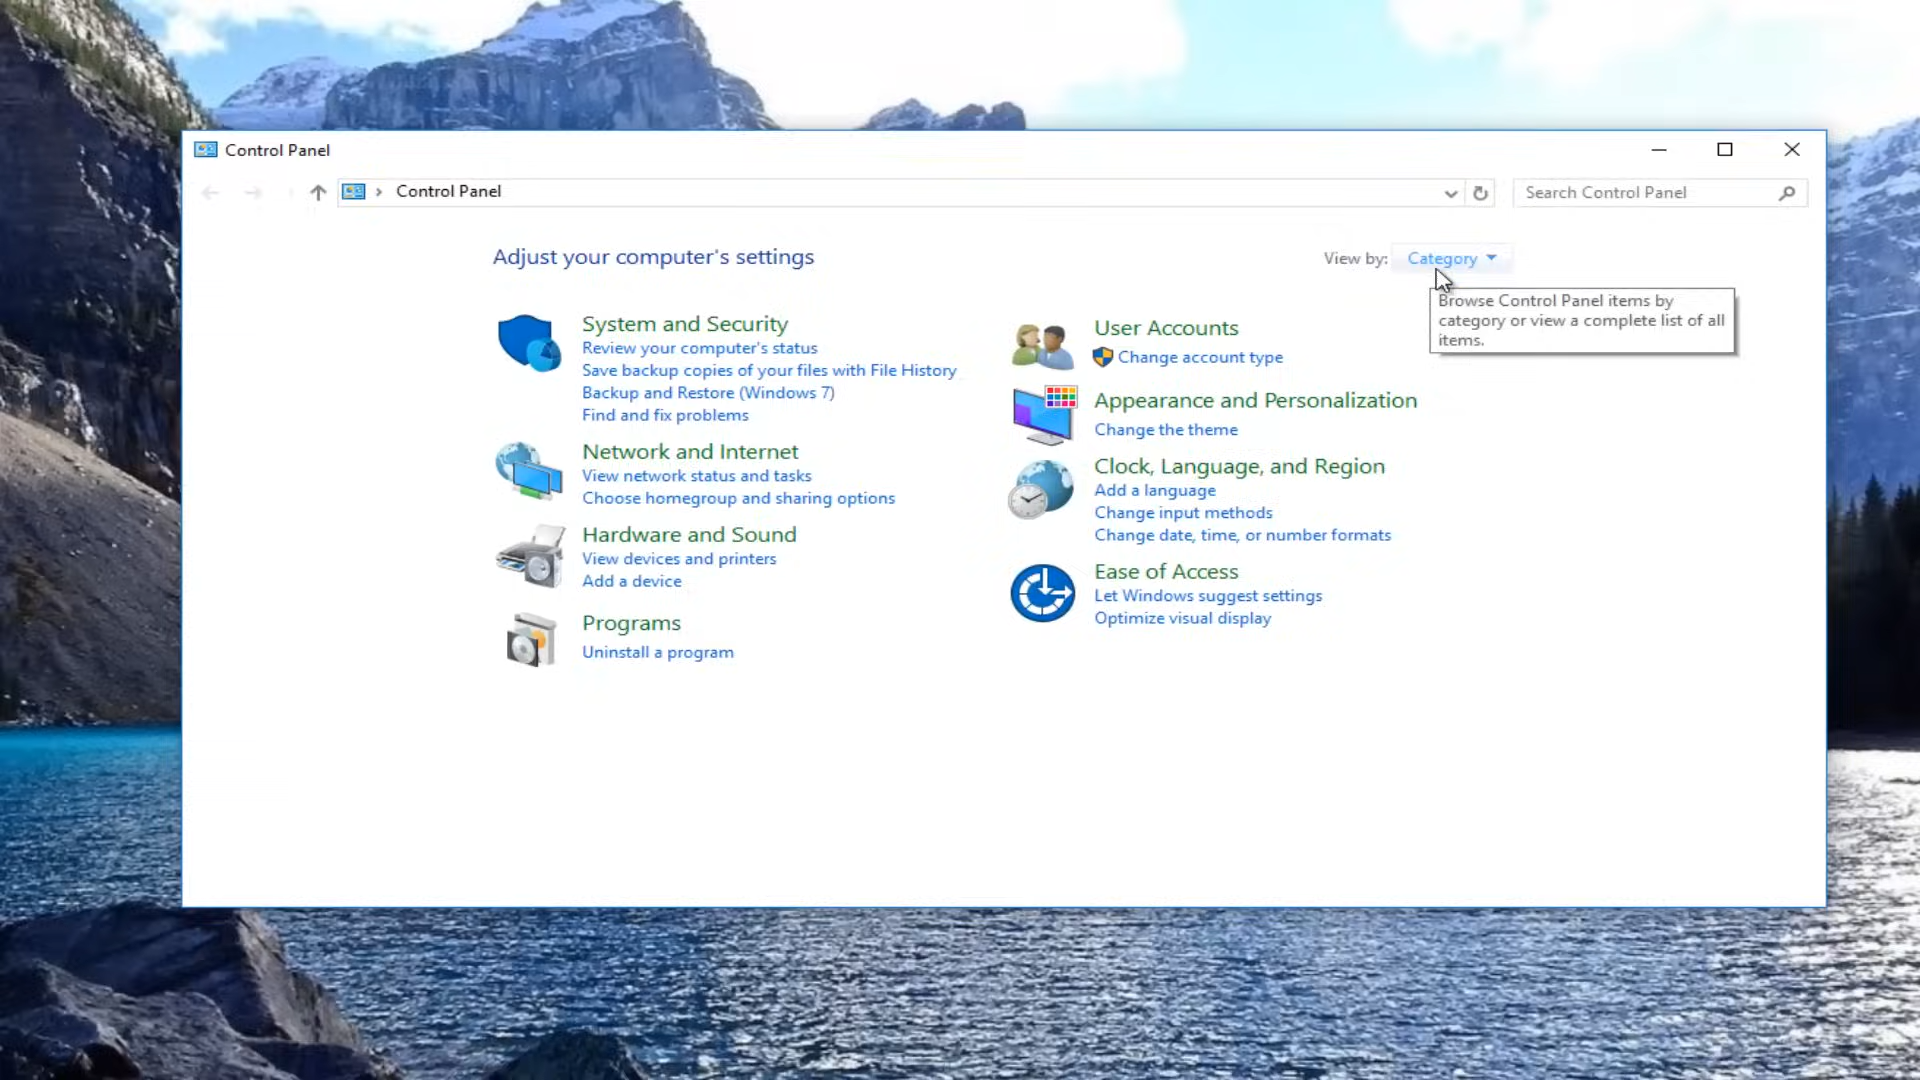 Control Panel
Control Panel
Search Control Panel
Adjust your computer's settings
View by: Category
Browse Control Panel items by
category or view a complete list of all
items.
System and Security
Review your computer's status
Save backup copies of your files with File History
Backup and Restore (Windows 7)
Find and fix problems
Network and Internet
View network status and tasks
Choose homegroup and sharing options
Hardware and Sound
View devices and printers
Add a device
Programs
Uninstall a program
User Accounts
Change account type
Appearance and Personalization
Change the theme
Clock, Language, and Region
Add a language
Change input methods
Change date, time, or number formats
Ease of Access
Let Windows suggest settings
Optimize visual display